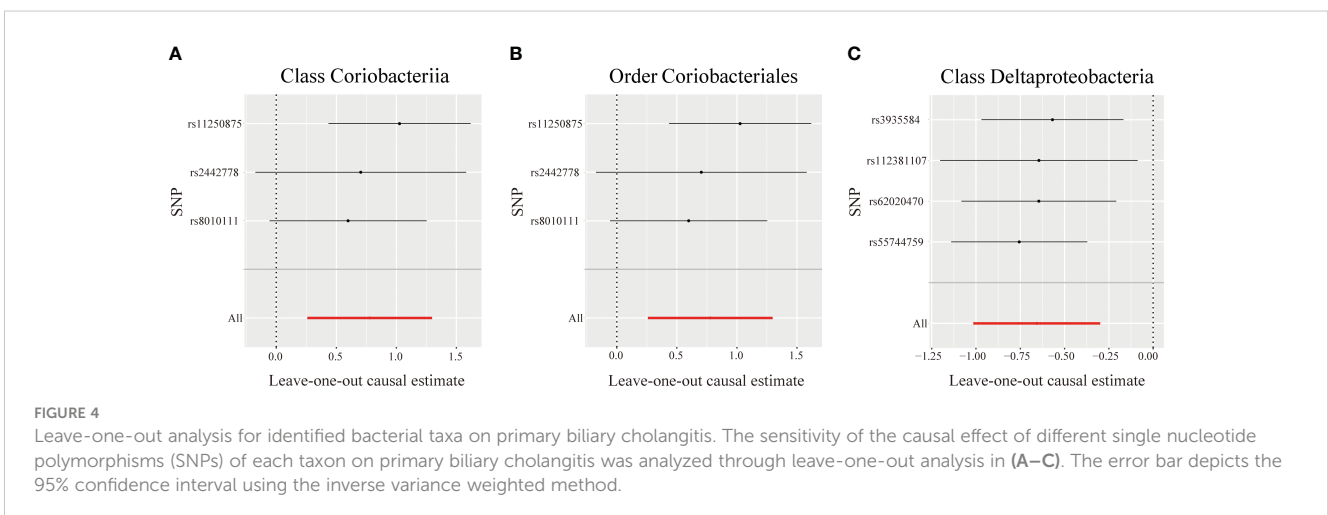 A
Class Coriobacteriia
SNP
rs11250875
rs2442778
rs8010111
All
0.0 0.5 1.0 1.5
Leave-one-out causal estimate
B
Order Coriobacteriales
SNP
rs11250875
rs2442778
rs8010111
All
0.0 0.5 1.0 1.5
Leave-one-out causal estimate
C
Class Deltaproteobacteria
SNP
rs3935584
rs112381107
rs62020470
rs55744759
All
−1.25 −1.00 −0.75 −0.50 −0.25 0.00
Leave-one-out causal estimate
FIGURE 4
Leave-one-out analysis for identified bacterial taxa on primary biliary cholangitis. The sensitivity of the causal effect of different single nucleotide
polymorphisms (SNPs) of each taxon on primary biliary cholangitis was analyzed through leave-one-out analysis in (A–C). The error bar depicts the
95% confidence interval using the inverse variance weighted method.